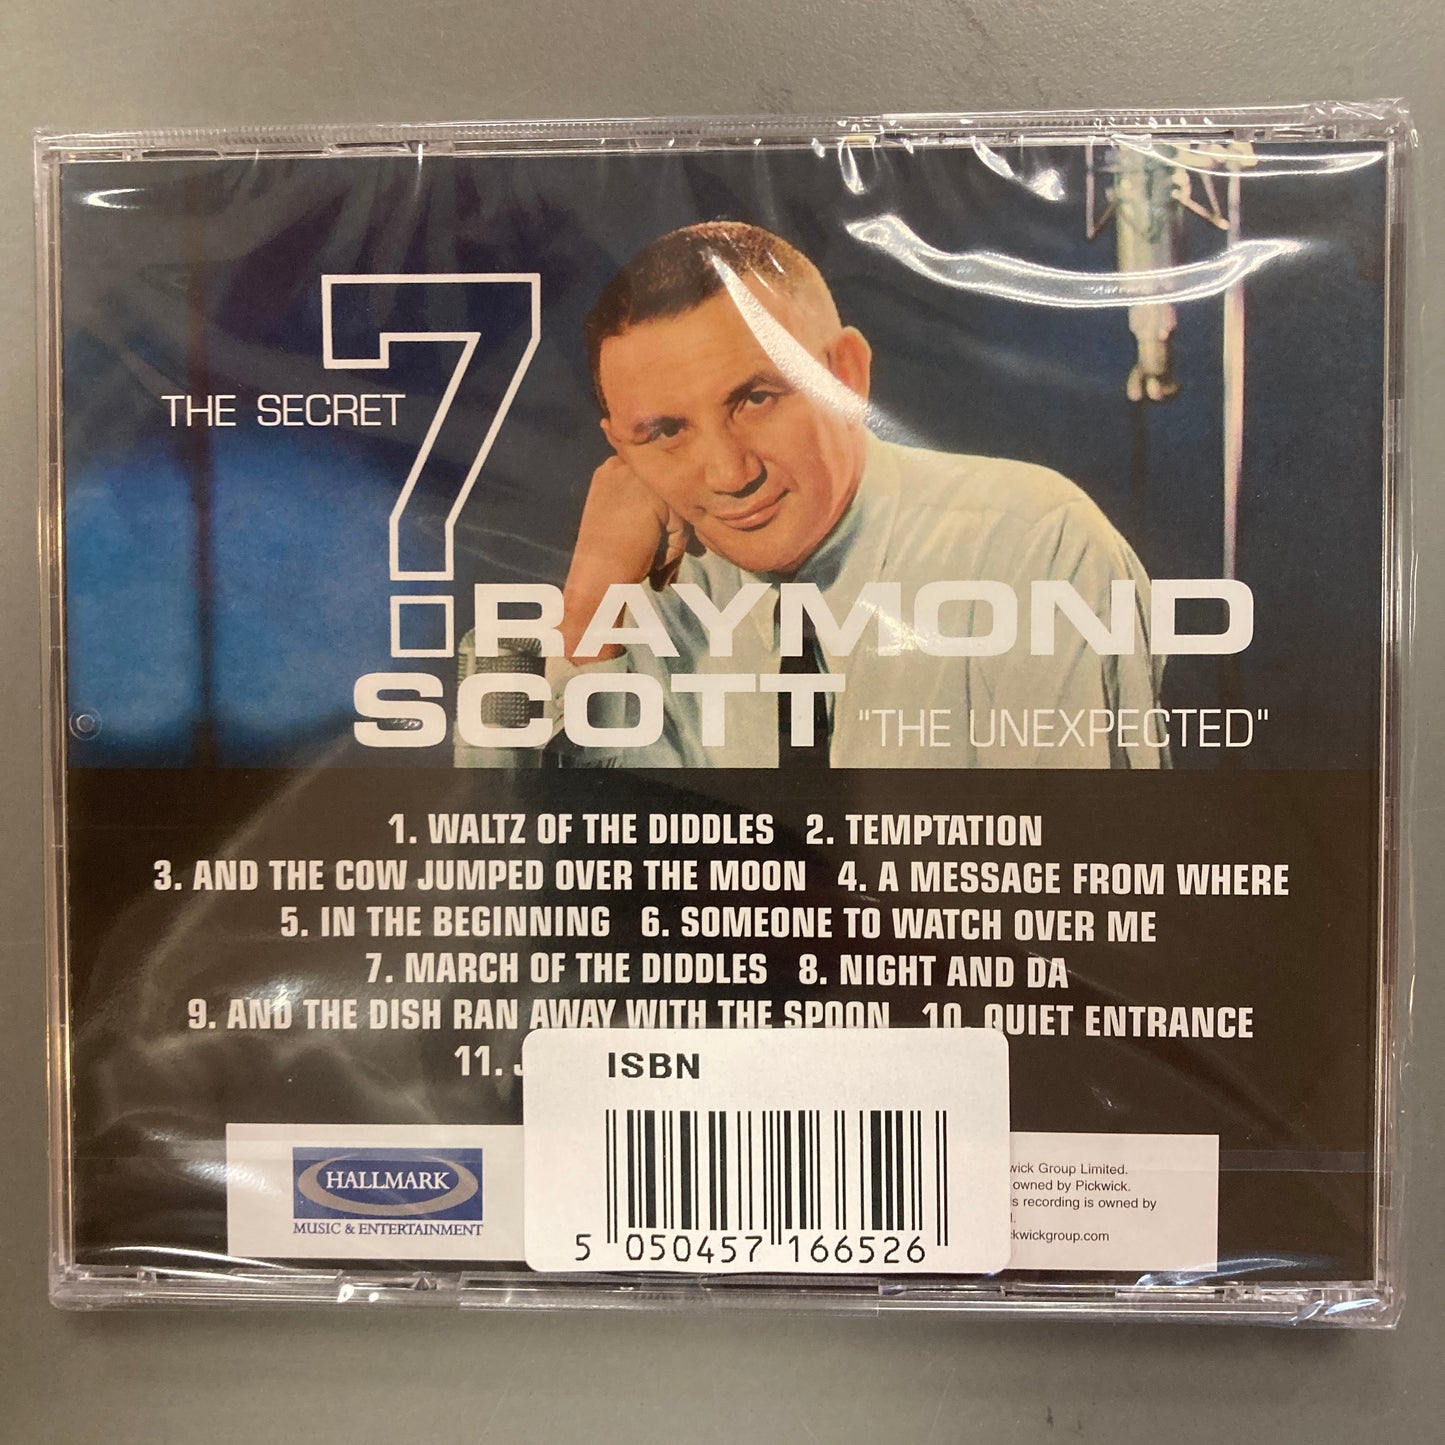 THE SECRET 7
RAYMOND
SCOTT "THE UNEXPECTED"
1. WALTZ OF THE DIDDLES 2. TEMPTATION
3. AND THE COW JUMPED OVER THE MOON 4. A MESSAGE FROM WHERE
5. IN THE BEGINNING 6. SOMEONE TO WATCH OVER ME
7. MARCH OF THE DIDDLES 8. NIGHT AND DA
9. AND THE DISH RAN AWAY WITH THE SPOON 10. QUIET ENTRANCE
11.
ISBN
5 050457 166526
HALLMARK
MUSIC & ENTERTAINMENT
Group Limited.
owned by Pickwick.
recording is owned by